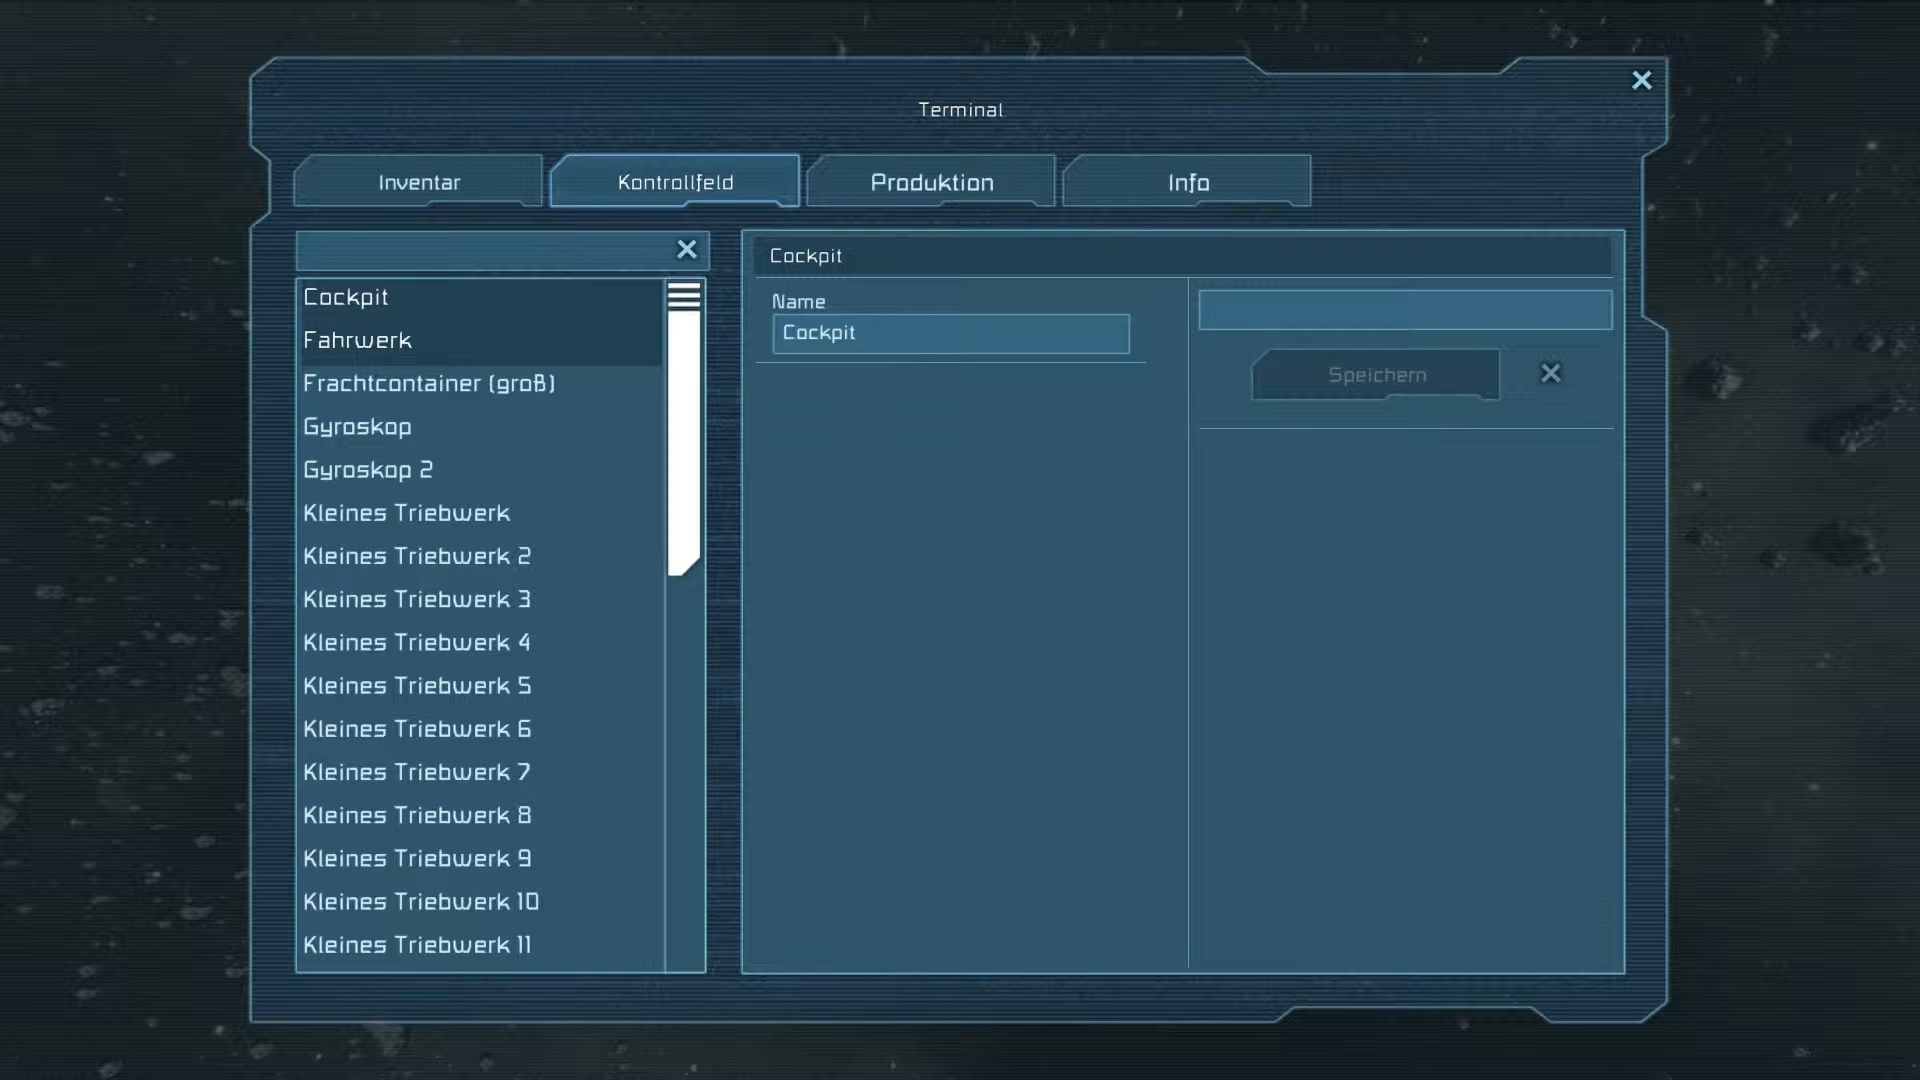 Terminal
Inventar
Kontrollfeld
Produktion
Info
Cockpit
Fahrwerk
Frachtcontainer (groß)
Gyroskop
Gyroskop 2
Kleines Triebwerk
Kleines Triebwerk 2
Kleines Triebwerk 3
Kleines Triebwerk 4
Kleines Triebwerk 5
Kleines Triebwerk 6
Kleines Triebwerk 7
Kleines Triebwerk 8
Kleines Triebwerk 9
Kleines Triebwerk 10
Kleines Triebwerk 11
Cockpit
Name
Cockpit
Speichern